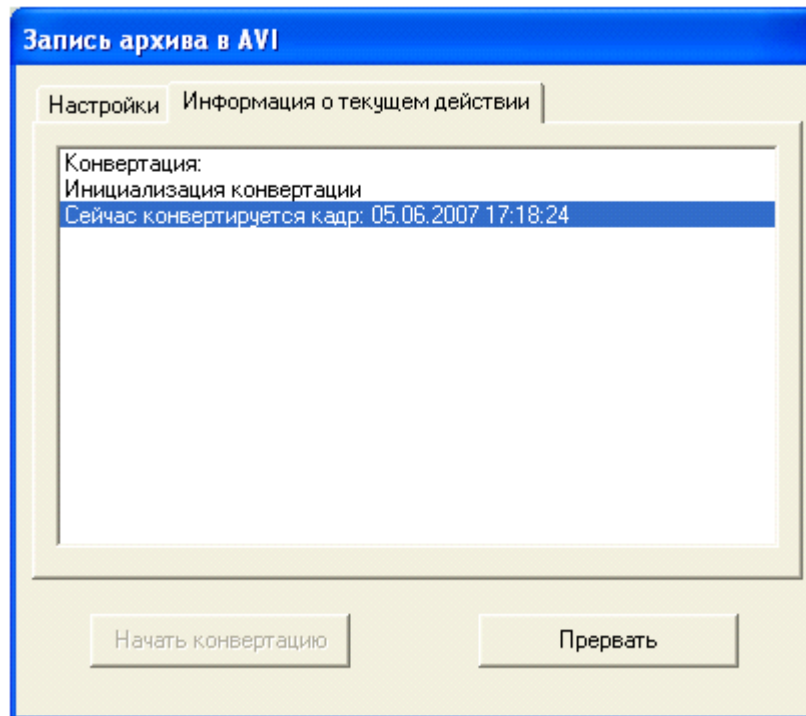 Запись архива в AVI
Настройки Информация о текущем действии
Конвертация:
Инициализация конвертации
Сейчас конвертируется кадр: 05.06.2007 17:18:24
Начать конвертацию Прервать